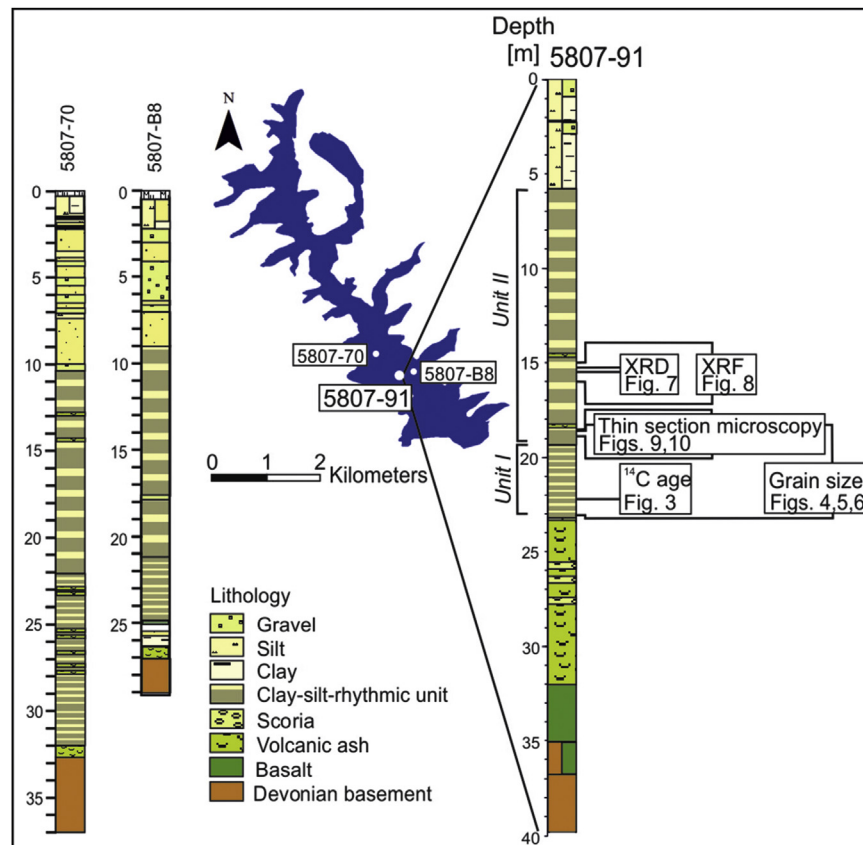 Depth
[m] 5807-91
5807-70
5807-B8
N
0
5
10
15
20
25
30
35
0
5
10
15
20
25
0
5
10
15
20
25
30
35
40
Unit II
Unit I
5807-70
5807-B8
5807-91
0 1 2
Kilometers
XRD
Fig. 7
XRF
Fig. 8
Thin section microscopy
Figs. 9,10
14C age
Fig. 3
Grain size
Figs. 4,5,6
Lithology
Gravel
Silt
Clay
Clay-silt-rhythmic unit
Scoria
Volcanic ash
Basalt
Devonian basement